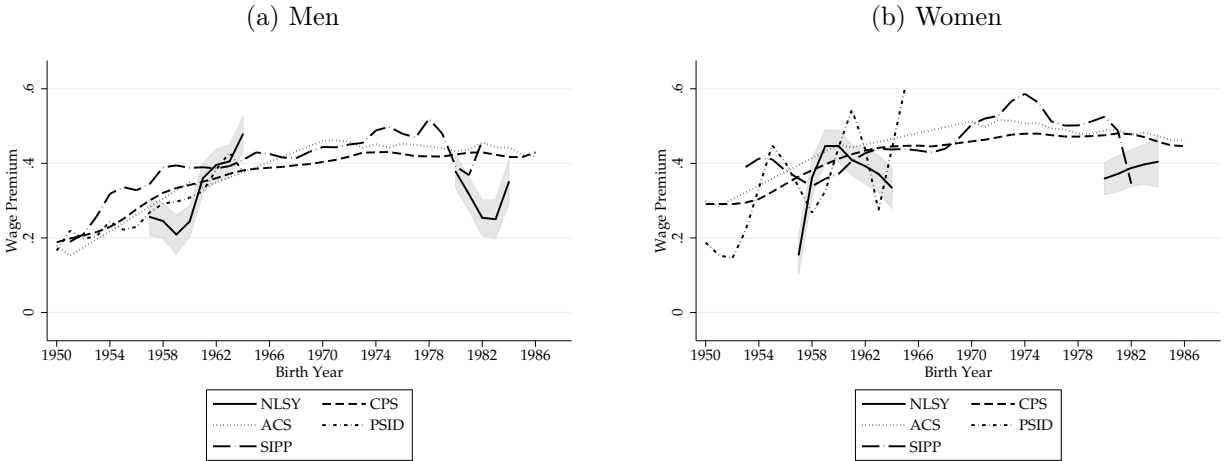 (a) Men
Wage Premium
0 .2 .4 .6
1950 1954 1958 1962 1966 1970 1974 1978 1982 1986
Birth Year
NLSY CPS
ACS PSID
SIPP
(b) Women
Wage Premium
0 .2 .4 .6
1950 1954 1958 1962 1966 1970 1974 1978 1982 1986
Birth Year
NLSY CPS
ACS PSID
SIPP